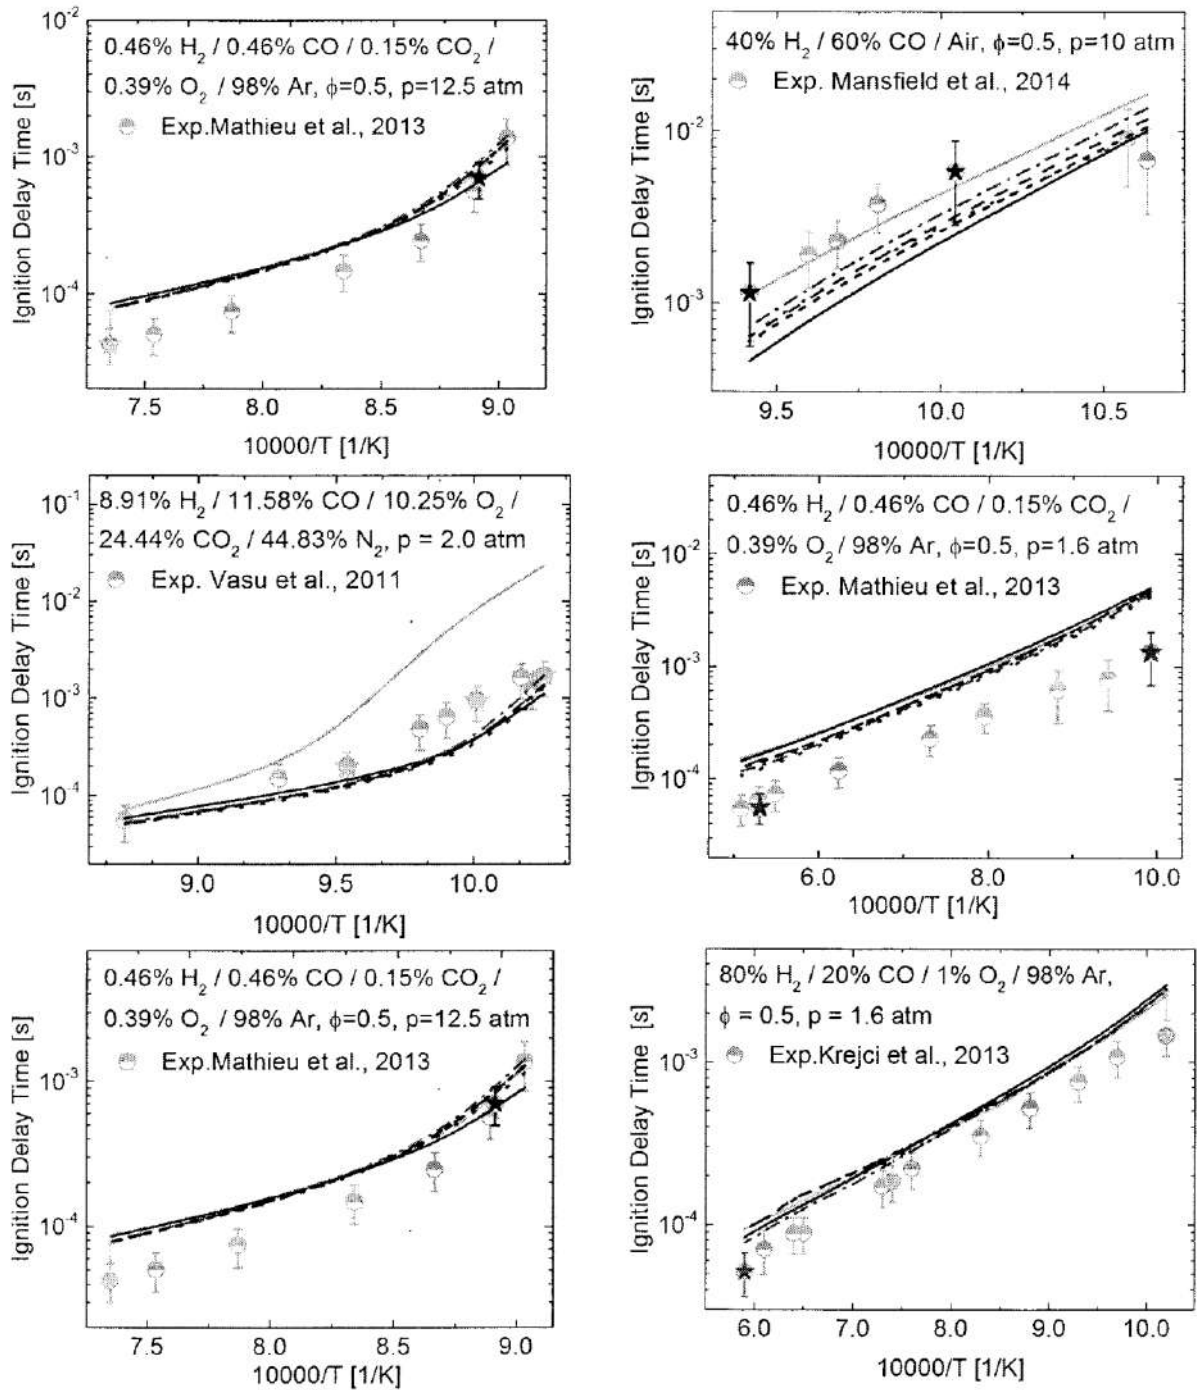 0.46% H2 / 0.46% CO / 0.15% CO2 /
0.39% O2 / 98% Ar, ϕ=0.5, p=12.5 atm
Exp.Mathieu et al., 2013
Ignition Delay Time [s]
10^-2
10^-3
10^-4
7.5 8.0 8.5 9.0
10000/T [1/K]
40% H2 / 60% CO / Air, ϕ=0.5, p=10 atm
Exp. Mansfield et al., 2014
Ignition Delay Time [s]
10^-2
10^-3
9.5 10.0 10.5
10000/T [1/K]
8.91% H2 / 11.58% CO / 10.25% O2 /
24.44% CO2 / 44.83% N2, p = 2.0 atm
Exp. Vasu et al., 2011
Ignition Delay Time [s]
10^-1
10^-2
10^-3
10^-4
9.0 9.5 10.0
10000/T [1/K]
0.46% H2 / 0.46% CO / 0.15% CO2 /
0.39% O2 / 98% Ar, ϕ=0.5, p=1.6 atm
Exp. Mathieu et al., 2013
Ignition Delay Time [s]
10^-2
10^-3
10^-4
6.0 8.0 10.0
10000/T [1/K]
0.46% H2 / 0.46% CO / 0.15% CO2 /
0.39% O2 / 98% Ar, ϕ=0.5, p=12.5 atm
Exp.Mathieu et al., 2013
Ignition Delay Time [s]
10^-3
10^-4
7.5 8.0 8.5 9.0
10000/T [1/K]
80% H2 / 20% CO / 1% O2 / 98% Ar,
ϕ = 0.5, p = 1.6 atm
Exp.Krejci et al., 2013
Ignition Delay Time [s]
10^-3
10^-4
6.0 7.0 8.0 9.0 10.0
10000/T [1/K]